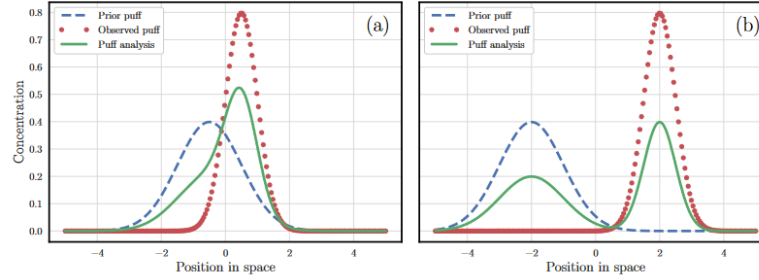 Prior puff
Observed puff
Puff analysis
(a)
Concentration
0.8
0.7
0.6
0.5
0.4
0.3
0.2
0.1
0.0
−4
−2
0
2
4
Position in space
Prior puff
Observed puff
Puff analysis
(b)
−4
−2
0
2
4
Position in space